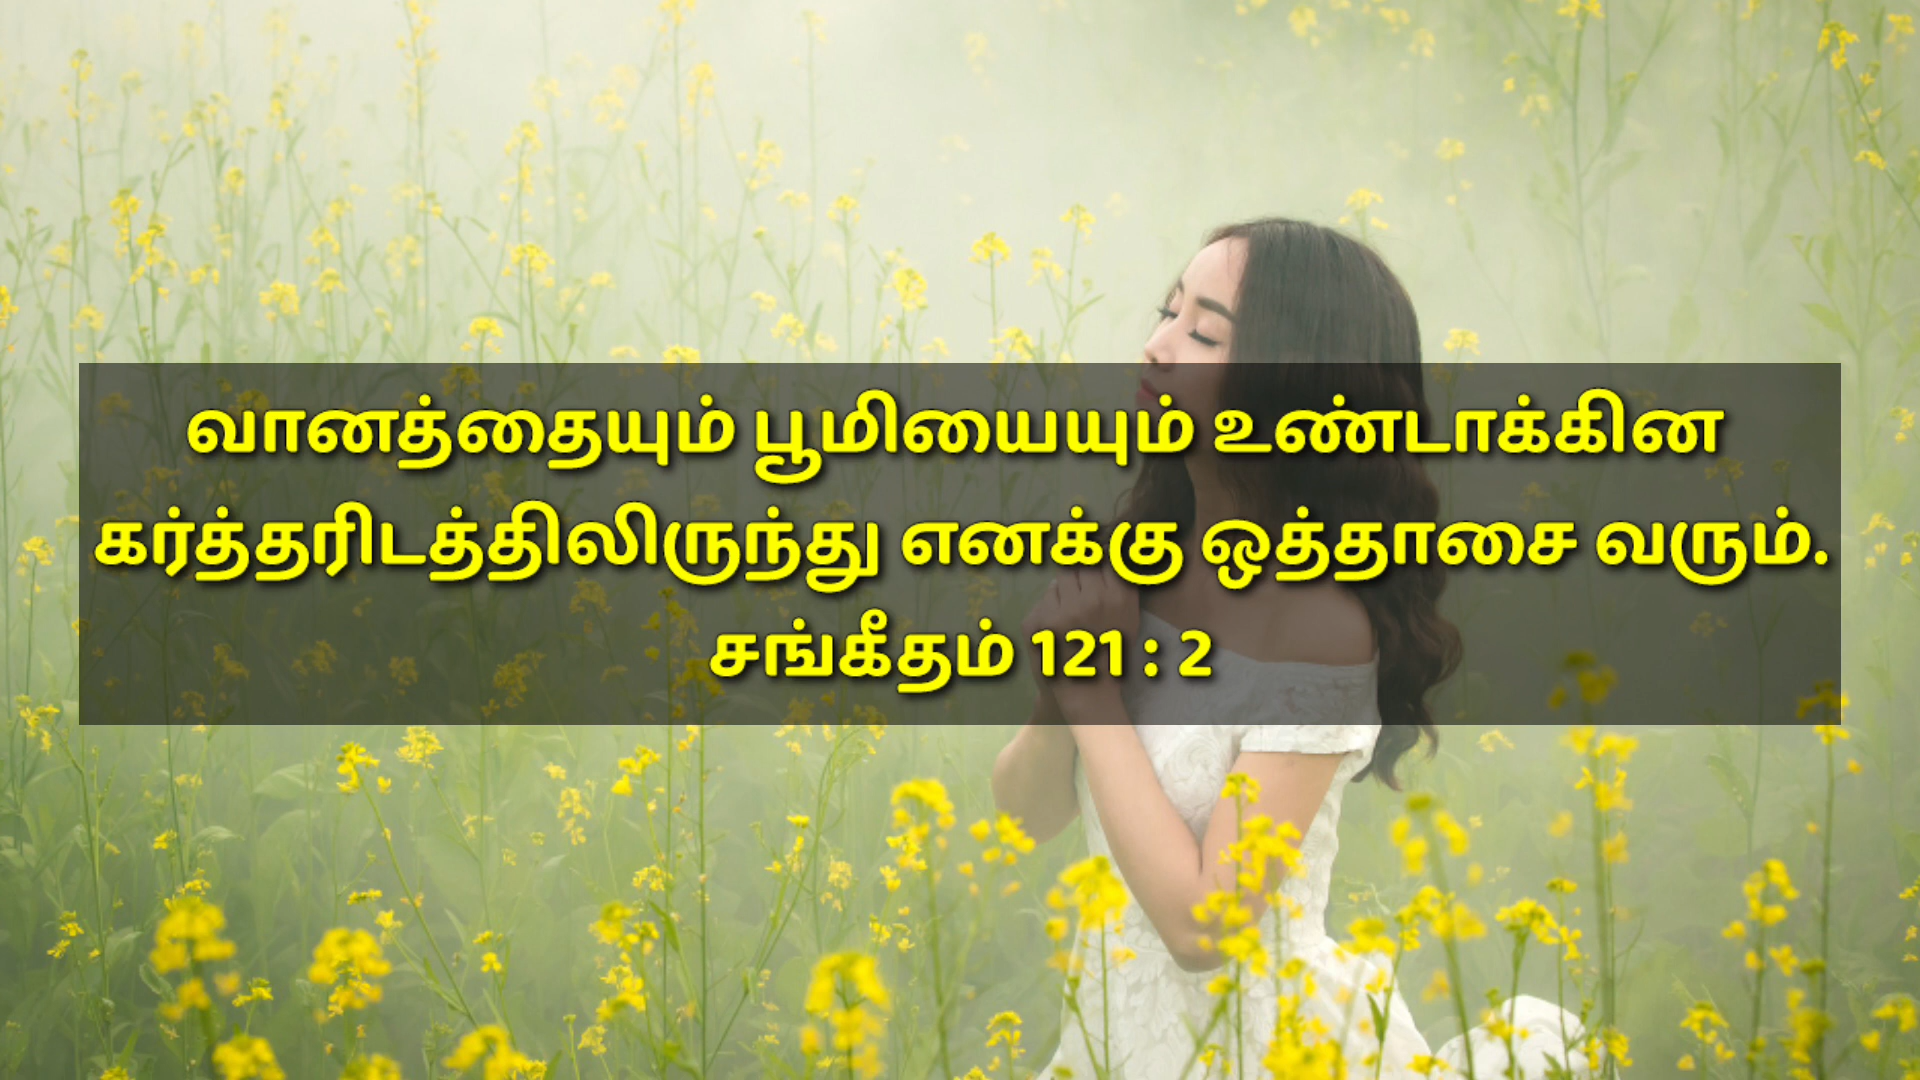 வானத்தையும் பூமியையும் உண்டாக்கின
கர்த்தரிடத்திலிருந்து எனக்கு ஒத்தாசை வரும்.
சங்கீதம் 121 : 2